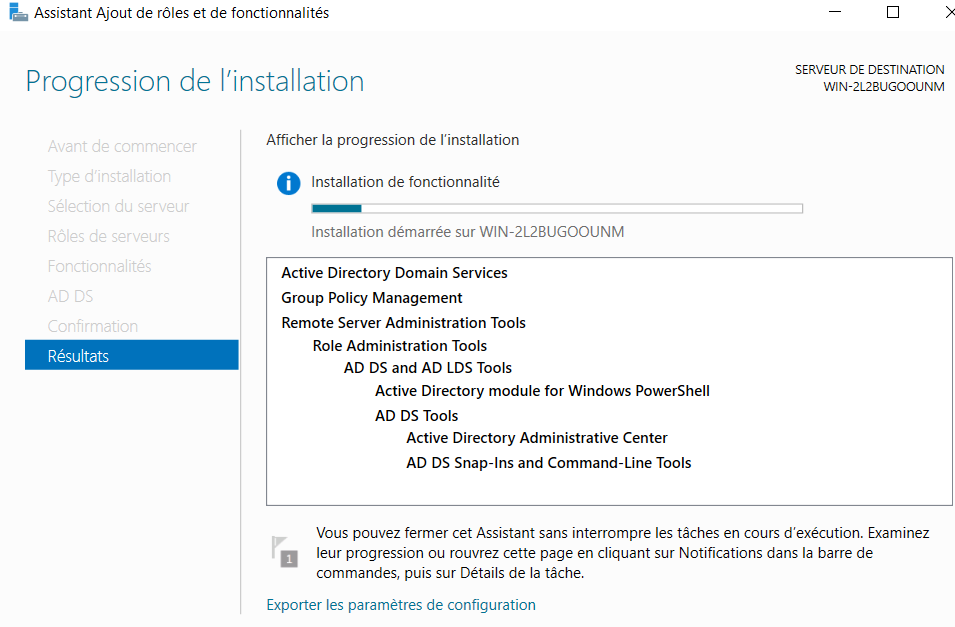 Assistant Ajout de rôles et de fonctionnalités
Progression de l'installation
SERVEUR DE DESTINATION
WIN-2L2BUGOOUNM
Avant de commencer
Type d'installation
Sélection du serveur
Rôles de serveurs
Fonctionnalités
AD DS
Confirmation
Résultats
Afficher la progression de l'installation
Installation de fonctionnalité
Installation démarrée sur WIN-2L2BUGOOUNM
Active Directory Domain Services
Group Policy Management
Remote Server Administration Tools
Role Administration Tools
AD DS and AD LDS Tools
Active Directory module for Windows PowerShell
AD DS Tools
Active Directory Administrative Center
AD DS Snap-Ins and Command-Line Tools
1
Vous pouvez fermer cet Assistant sans interrompre les tâches en cours d'exécution. Examinez
leur progression ou rouvrez cette page en cliquant sur Notifications dans la barre de
commandes, puis sur Détails de la tâche.
Exporter les paramètres de configuration